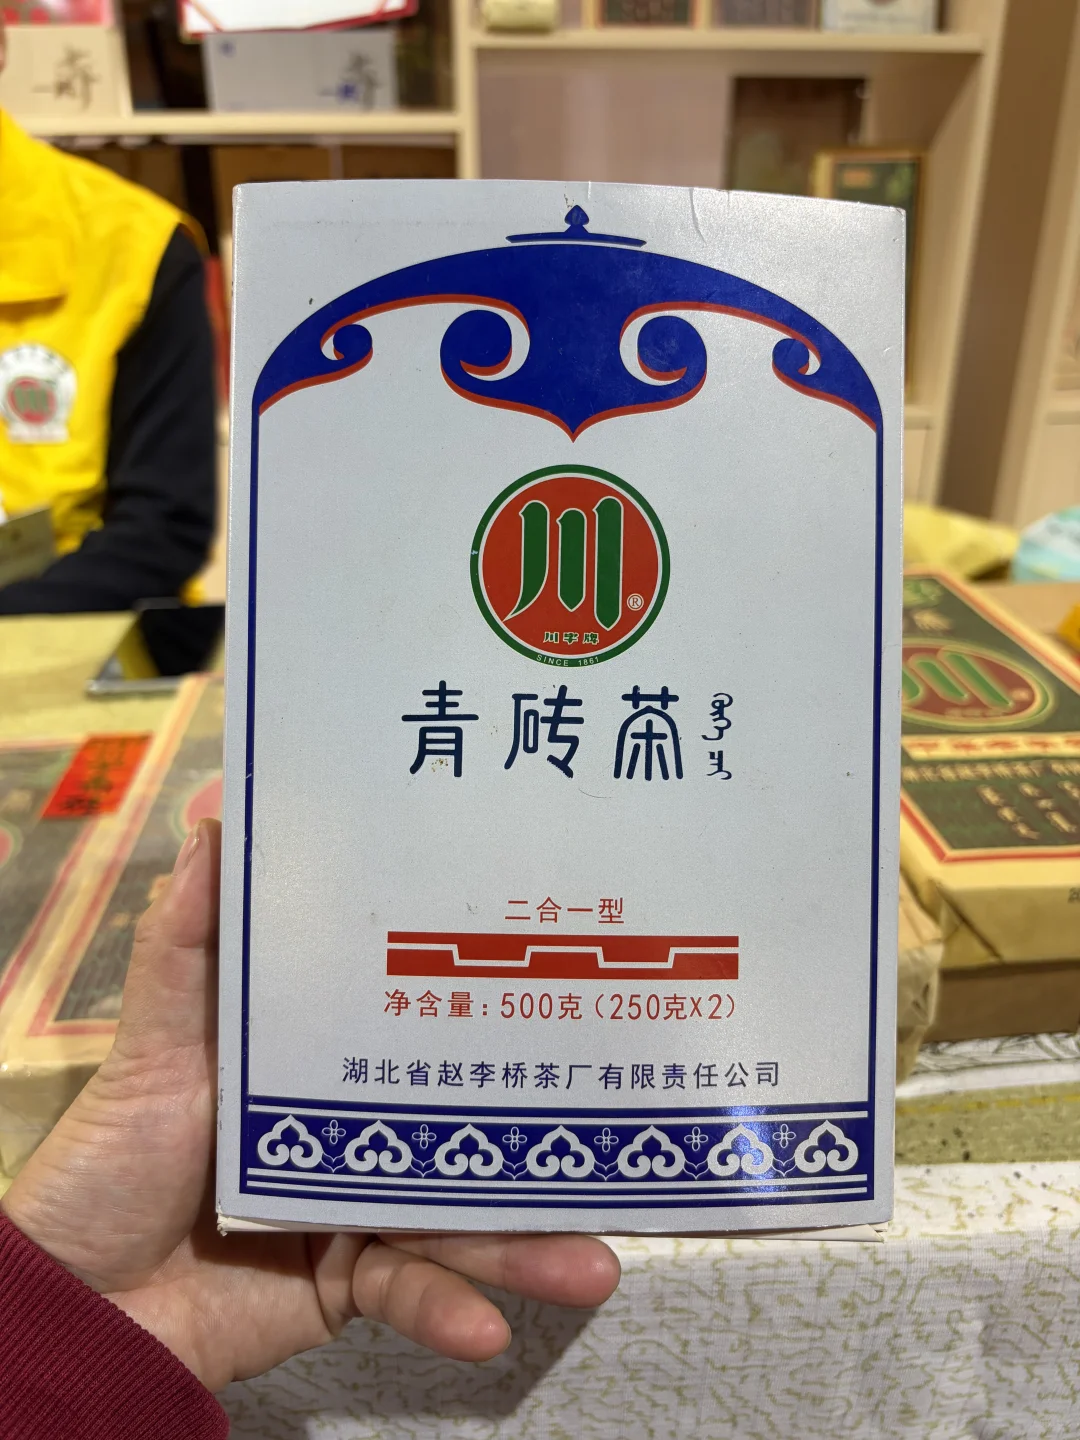 川
®
川字牌
SINCE 1861
青砖茶
二合一型
净含量：500克（250克X2）
湖北省赵李桥茶厂有限责任公司